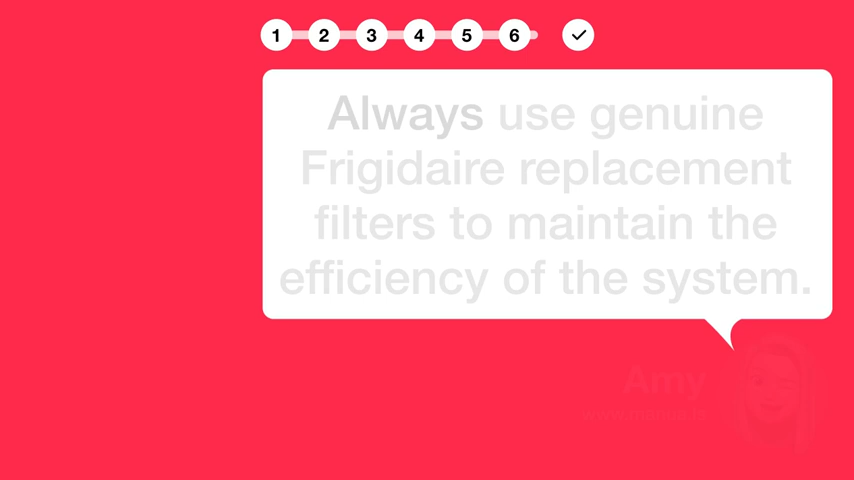 1 2 3 4 5 6
Always use genuine
Frigidaire replacement
filters to maintain the
efficiency of the system.
Amy